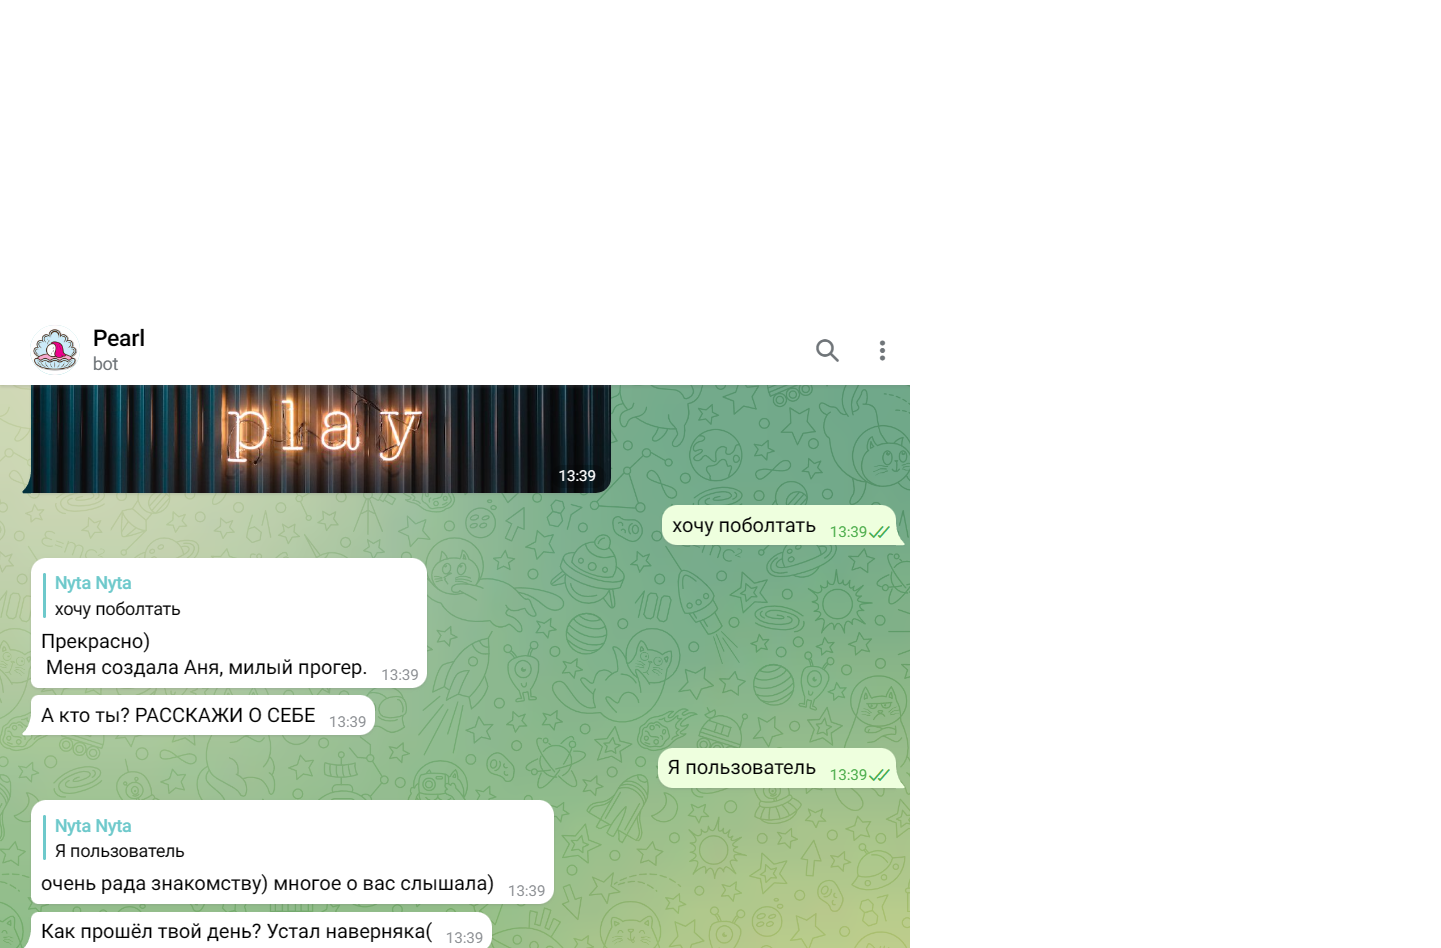 Pearl
bot
play
13:39
хочу поболтать 13:39
Nyta Nyta
хочу поболтать
Прекрасно)
Меня создала Аня, милый прогер. 13:39
А кто ты? РАССКАЖИ О СЕБЕ 13:39
Я пользователь 13:39
Nyta Nyta
Я пользователь
очень рада знакомству) многое о вас слышала) 13:39
Как прошёл твой день? Устал наверняка( 13:39